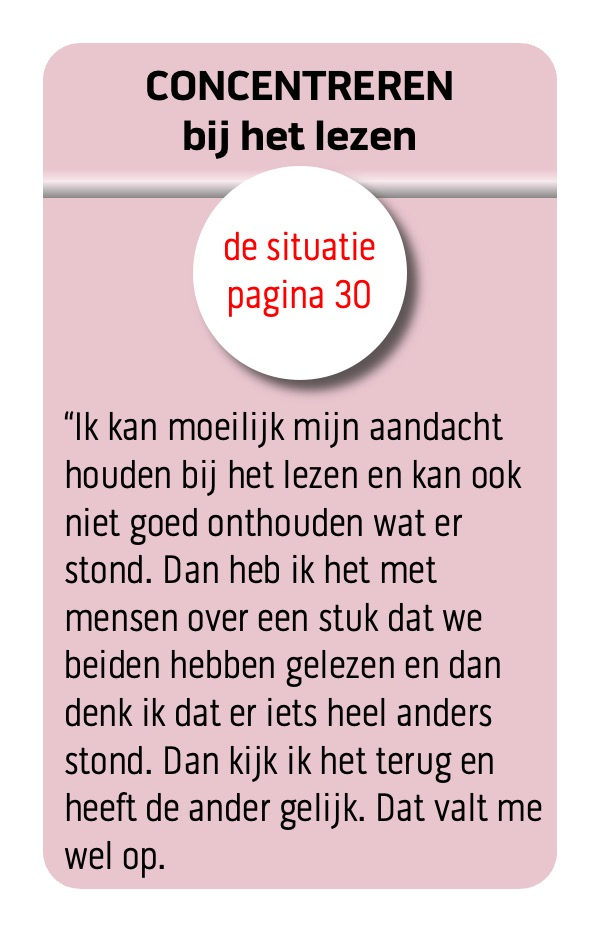 CONCENTREREN
bij het lezen
de situatie
pagina 30
“Ik kan moeilijk mijn aandacht
houden bij het lezen en kan ook
niet goed onthouden wat er
stond. Dan heb ik het met
mensen over een stuk dat we
beiden hebben gelezen en dan
denk ik dat er iets heel anders
stond. Dan kijk ik het terug en
heeft de ander gelijk. Dat valt me
wel op.